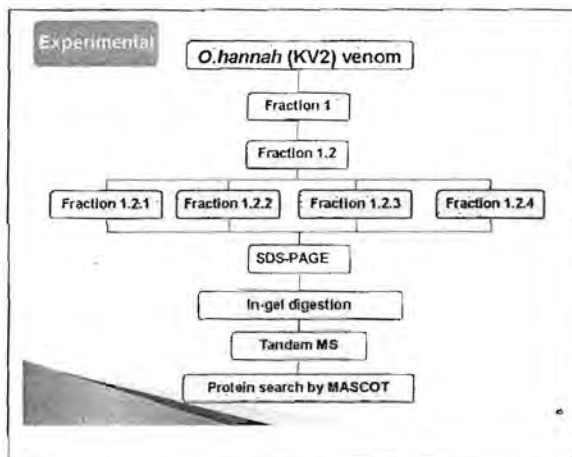 Experimental
O.hannah (KV2) venom
Fraction 1
Fraction 1.2
Fraction 1.2.1 Fraction 1.2.2 Fraction 1.2.3 Fraction 1.2.4
SDS-PAGE
In-gel digestion
Tandem MS
Protein search by MASCOT